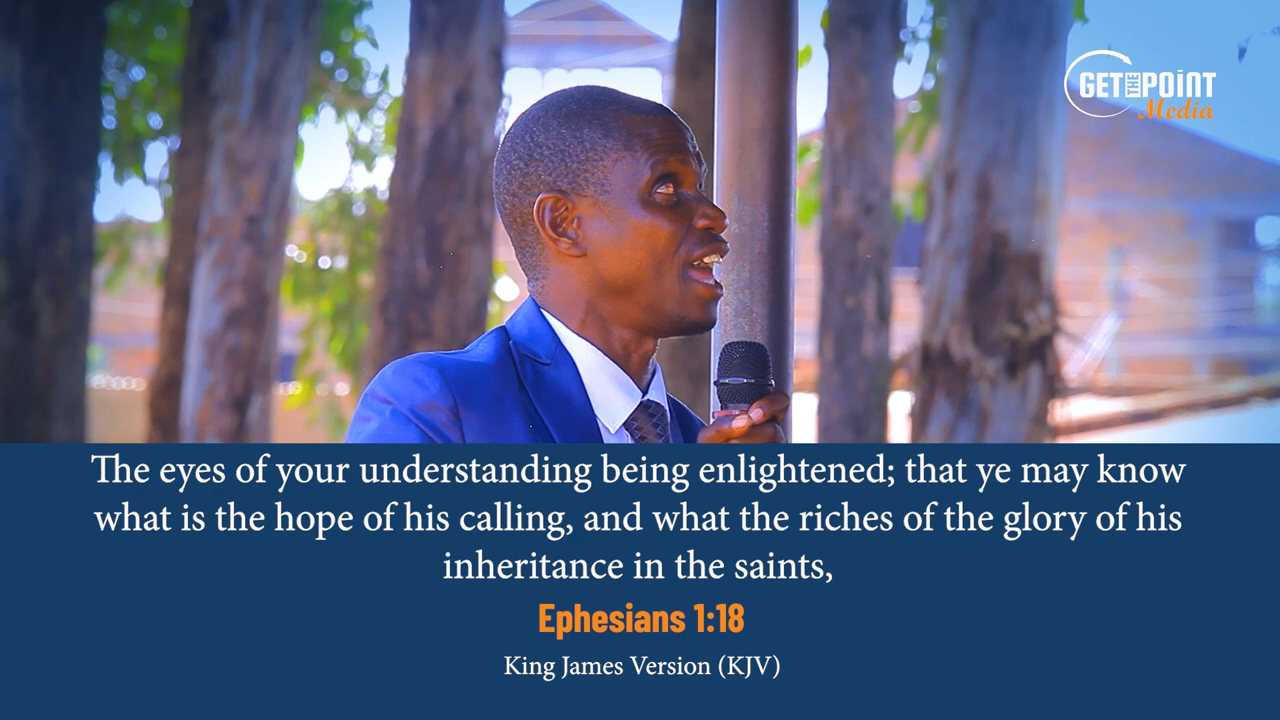 GET THE POINT
Media
The eyes of your understanding being enlightened; that ye may know
what is the hope of his calling, and what the riches of the glory of his
inheritance in the saints,
Ephesians 1:18
King James Version (KJV)